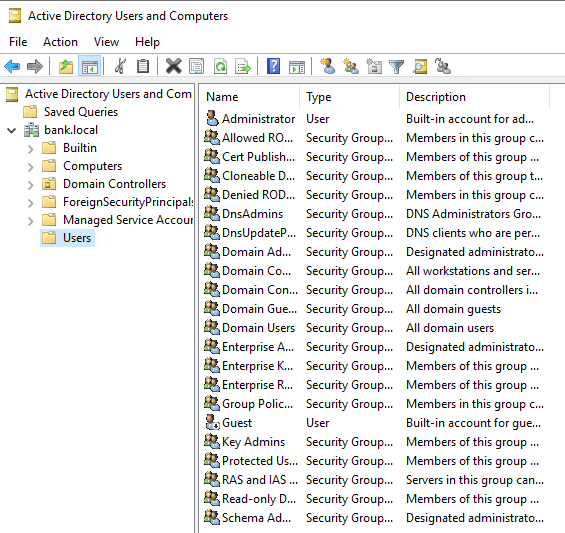 Active Directory Users and Computers
File Action View Help
Active Directory Users and Com
Saved Queries
bank.local
Builtin
Computers
Domain Controllers
ForeignSecurityPrincipals
Managed Service Accour
Users
Name Type Description
Administrator User Built-in account for ad...
Allowed RO... Security Group... Members in this group c...
Cert Publish... Security Group... Members of this group ...
Cloneable D... Security Group... Members of this group t...
Denied ROD... Security Group... Members in this group c...
DnsAdmins Security Group... DNS Administrators Gro...
DnsUpdateP... Security Group... DNS clients who are per...
Domain Ad... Security Group... Designated administrato...
Domain Co... Security Group... All workstations and ser...
Domain Con... Security Group... All domain controllers i...
Domain Gue... Security Group... All domain guests
Domain Users Security Group... All domain users
Enterprise A... Security Group... Designated administrato...
Enterprise K... Security Group... Members of this group ...
Enterprise R... Security Group... Members of this group ...
Group Polic... Security Group... Members in this group c...
Guest User Built-in account for gue...
Key Admins Security Group... Members of this group ...
Protected Us... Security Group... Members of this group ...
RAS and IAS ... Security Group... Servers in this group can...
Read-only D... Security Group... Members of this group ...
Schema Ad... Security Group... Designated administrato...